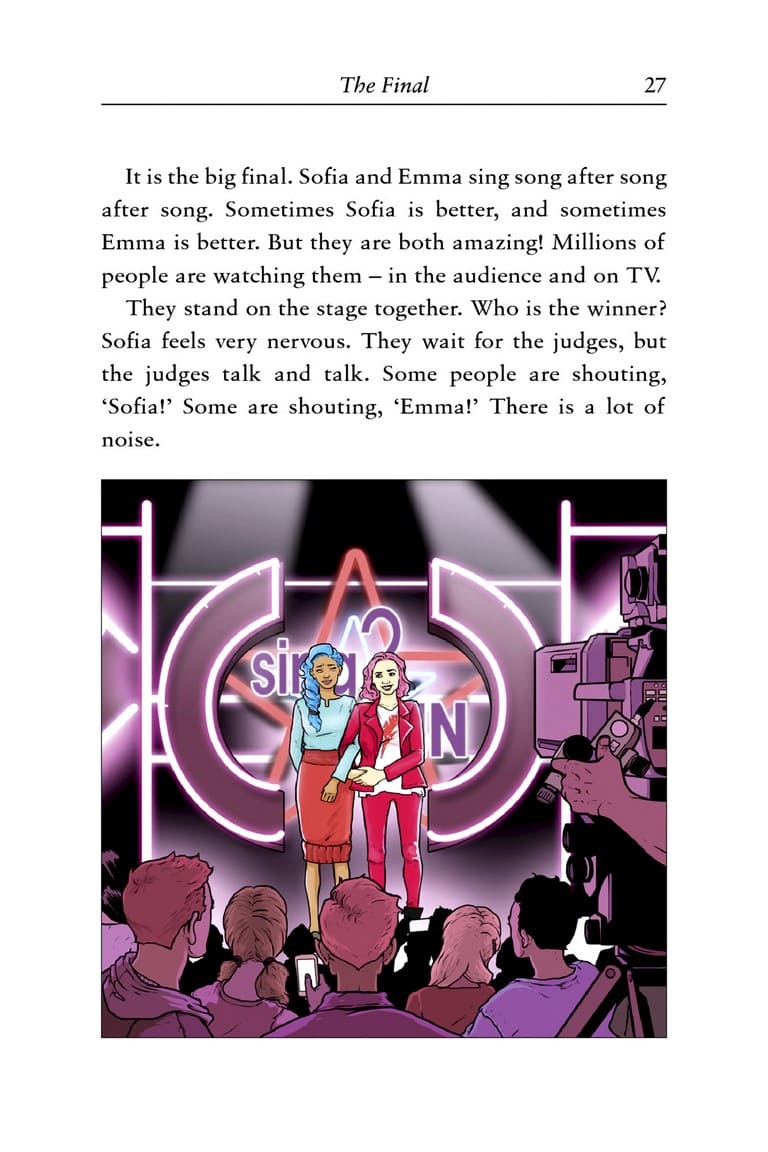 The Final 27
It is the big final. Sofia and Emma sing song after song
after song. Sometimes Sofia is better, and sometimes
Emma is better. But they are both amazing! Millions of
people are watching them – in the audience and on TV.
They stand on the stage together. Who is the winner?
Sofia feels very nervous. They wait for the judges, but
the judges talk and talk. Some people are shouting,
‘Sofia!’ Some are shouting, ‘Emma!’ There is a lot of
noise.
sing
2